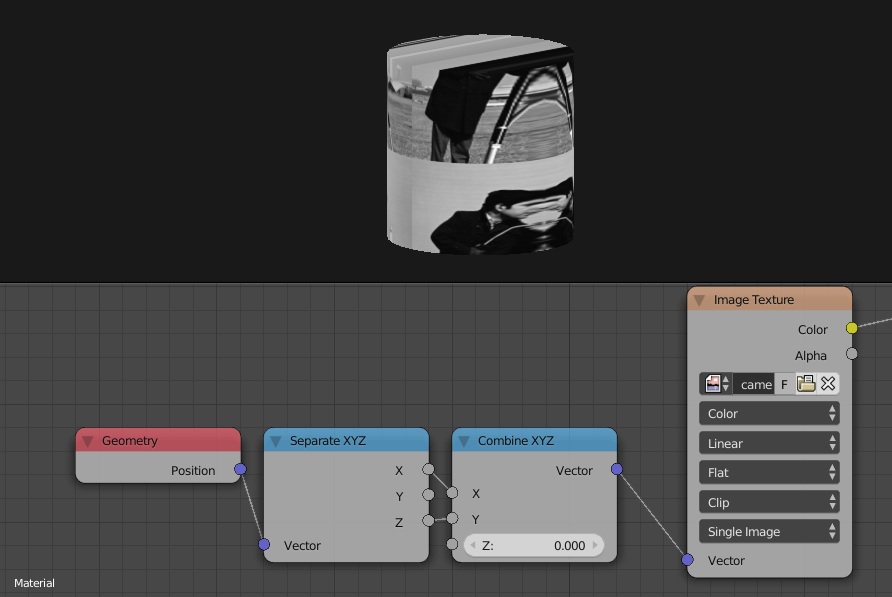 Image Texture
Color
Alpha
came F
Color
Linear
Flat
Clip
Single Image
Vector
Geometry
Position
Separate XYZ
X
Y
Z
Vector
Combine XYZ
Vector
X
Y
Z: 0.000
Material